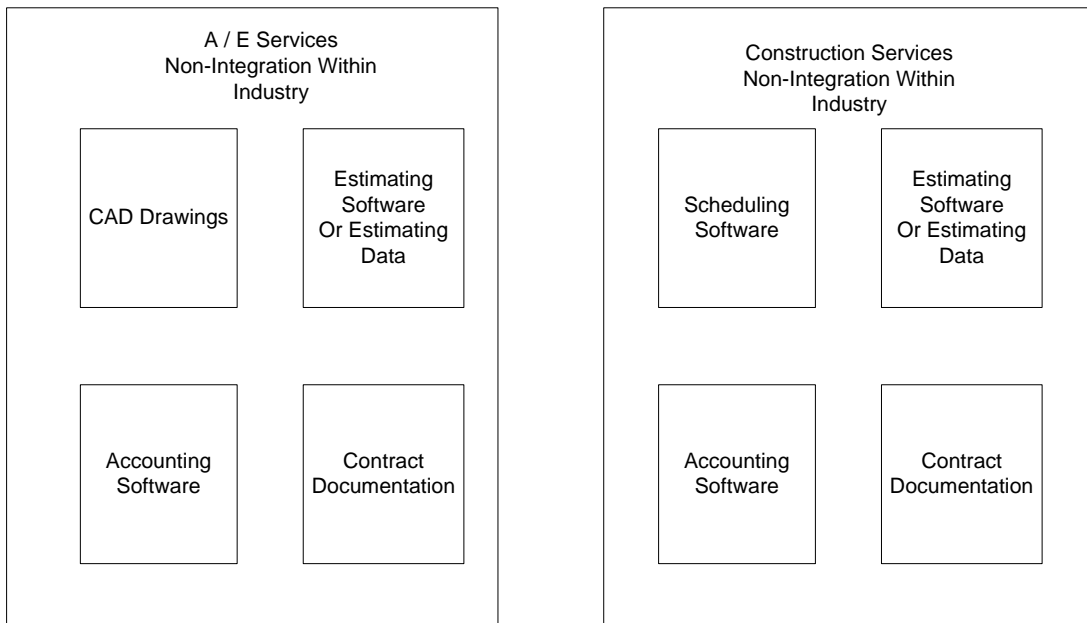 A / E Services
Non-Integration Within
Industry
CAD Drawings
Estimating
Software
Or Estimating
Data
Accounting
Software
Contract
Documentation
Construction Services
Non-Integration Within
Industry
Scheduling
Software
Estimating
Software
Or Estimating
Data
Accounting
Software
Contract
Documentation